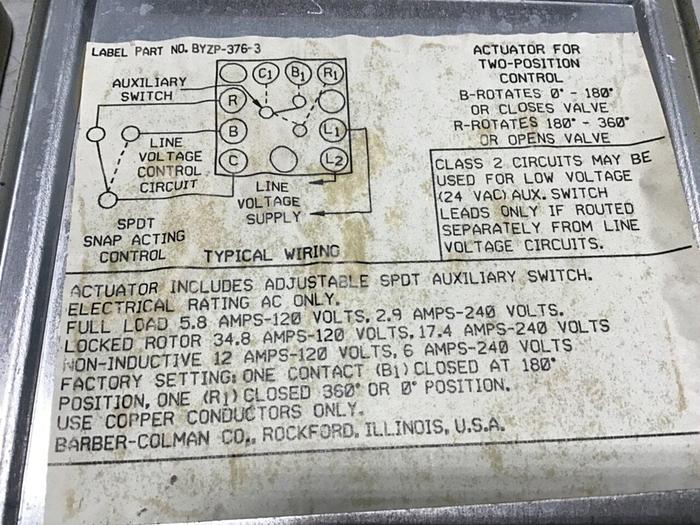 LABEL PART NO. BYZP-376-3
AUXILIARY
SWITCH
C1 B1 R1
R
B L1
C L2
LINE
VOLTAGE
CONTROL
CIRCUIT
LINE
VOLTAGE
SUPPLY
SPDT
SNAP ACTING
CONTROL
TYPICAL WIRING
ACTUATOR FOR
TWO-POSITION
CONTROL
B-ROTATES 0° - 180°
OR CLOSES VALVE
R-ROTATES 180° - 360°
OR OPENS VALVE
CLASS 2 CIRCUITS MAY BE
USED FOR LOW VOLTAGE
(24 VAC) AUX. SWITCH
LEADS ONLY IF ROUTED
SEPARATELY FROM LINE
VOLTAGE CIRCUITS.
ACTUATOR INCLUDES ADJUSTABLE SPDT AUXILIARY SWITCH.
ELECTRICAL RATING AC ONLY.
FULL LOAD 5.8 AMPS-120 VOLTS, 2.9 AMPS-240 VOLTS.
LOCKED ROTOR 34.8 AMPS-120 VOLTS, 17.4 AMPS-240 VOLTS
NON-INDUCTIVE 12 AMPS-120 VOLTS, 6 AMPS-240 VOLTS
FACTORY SETTING: ONE CONTACT (B1) CLOSED AT 180°
POSITION, ONE (R1) CLOSED 360° OR 0° POSITION.
USE COPPER CONDUCTORS ONLY.
BARBER-COLMAN CO., ROCKFORD, ILLINOIS, U.S.A.